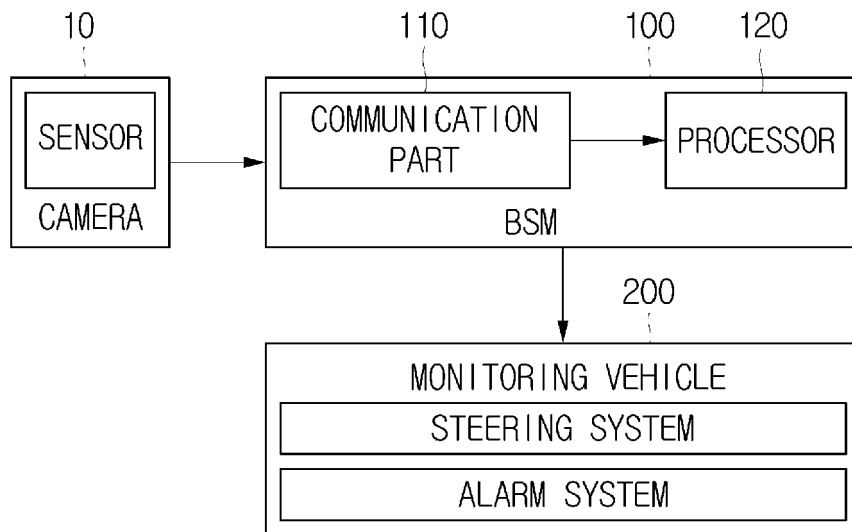 10
110
100
120
SENSOR
CAMERA
COMMUNICATION
PART
PROCESSOR
BSM
200
MONITORING VEHICLE
STEERING SYSTEM
ALARM SYSTEM